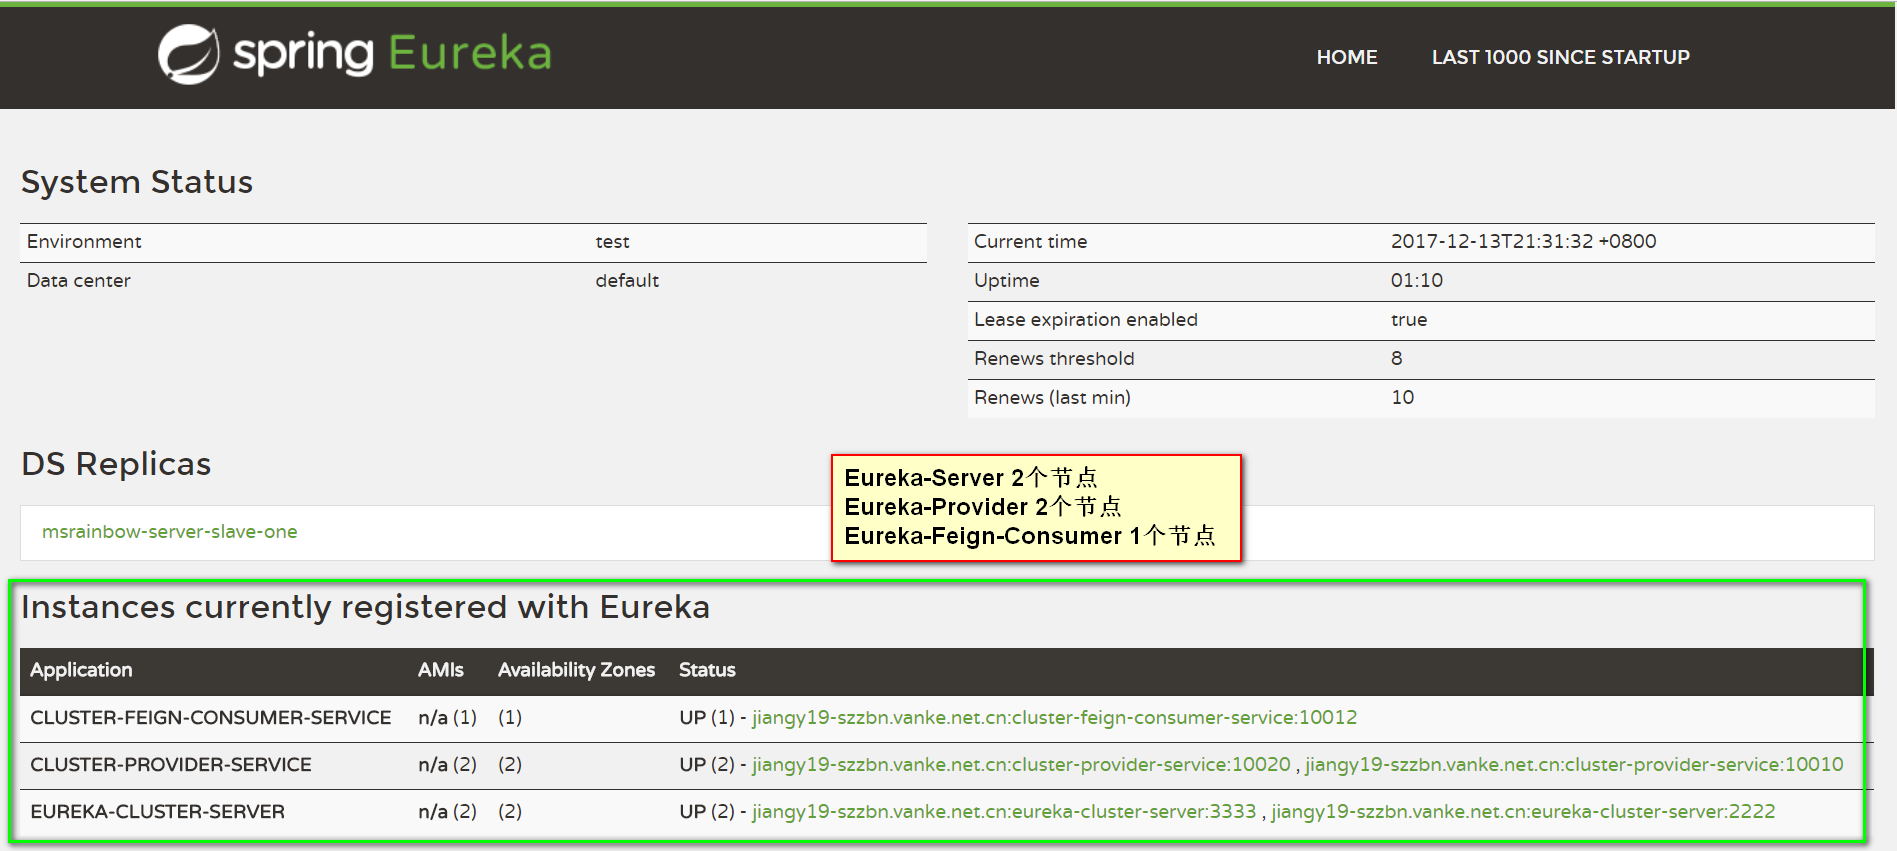 spring Eureka
HOME LAST 1000 SINCE STARTUP
System Status
Environment test
Data center default
Current time 2017-12-13T21:31:32 +0800
Uptime 01:10
Lease expiration enabled true
Renews threshold 8
Renews (last min) 10
DS Replicas
msrainbow-server-slave-one
Eureka-Server 2个节点
Eureka-Provider 2个节点
Eureka-Feign-Consumer 1个节点
Instances currently registered with Eureka
Application AMIs Availability Zones Status
CLUSTER-FEIGN-CONSUMER-SERVICE n/a (1) (1) UP (1) - jiangy19-szzbn.vanke.net.cn:cluster-feign-consumer-service:10012
CLUSTER-PROVIDER-SERVICE n/a (2) (2) UP (2) - jiangy19-szzbn.vanke.net.cn:cluster-provider-service:10020 , jiangy19-szzbn.vanke.net.cn:cluster-provider-service:10010
EUREKA-CLUSTER-SERVER n/a (2) (2) UP (2) - jiangy19-szzbn.vanke.net.cn:eureka-cluster-server:3333 , jiangy19-szzbn.vanke.net.cn:eureka-cluster-server:2222